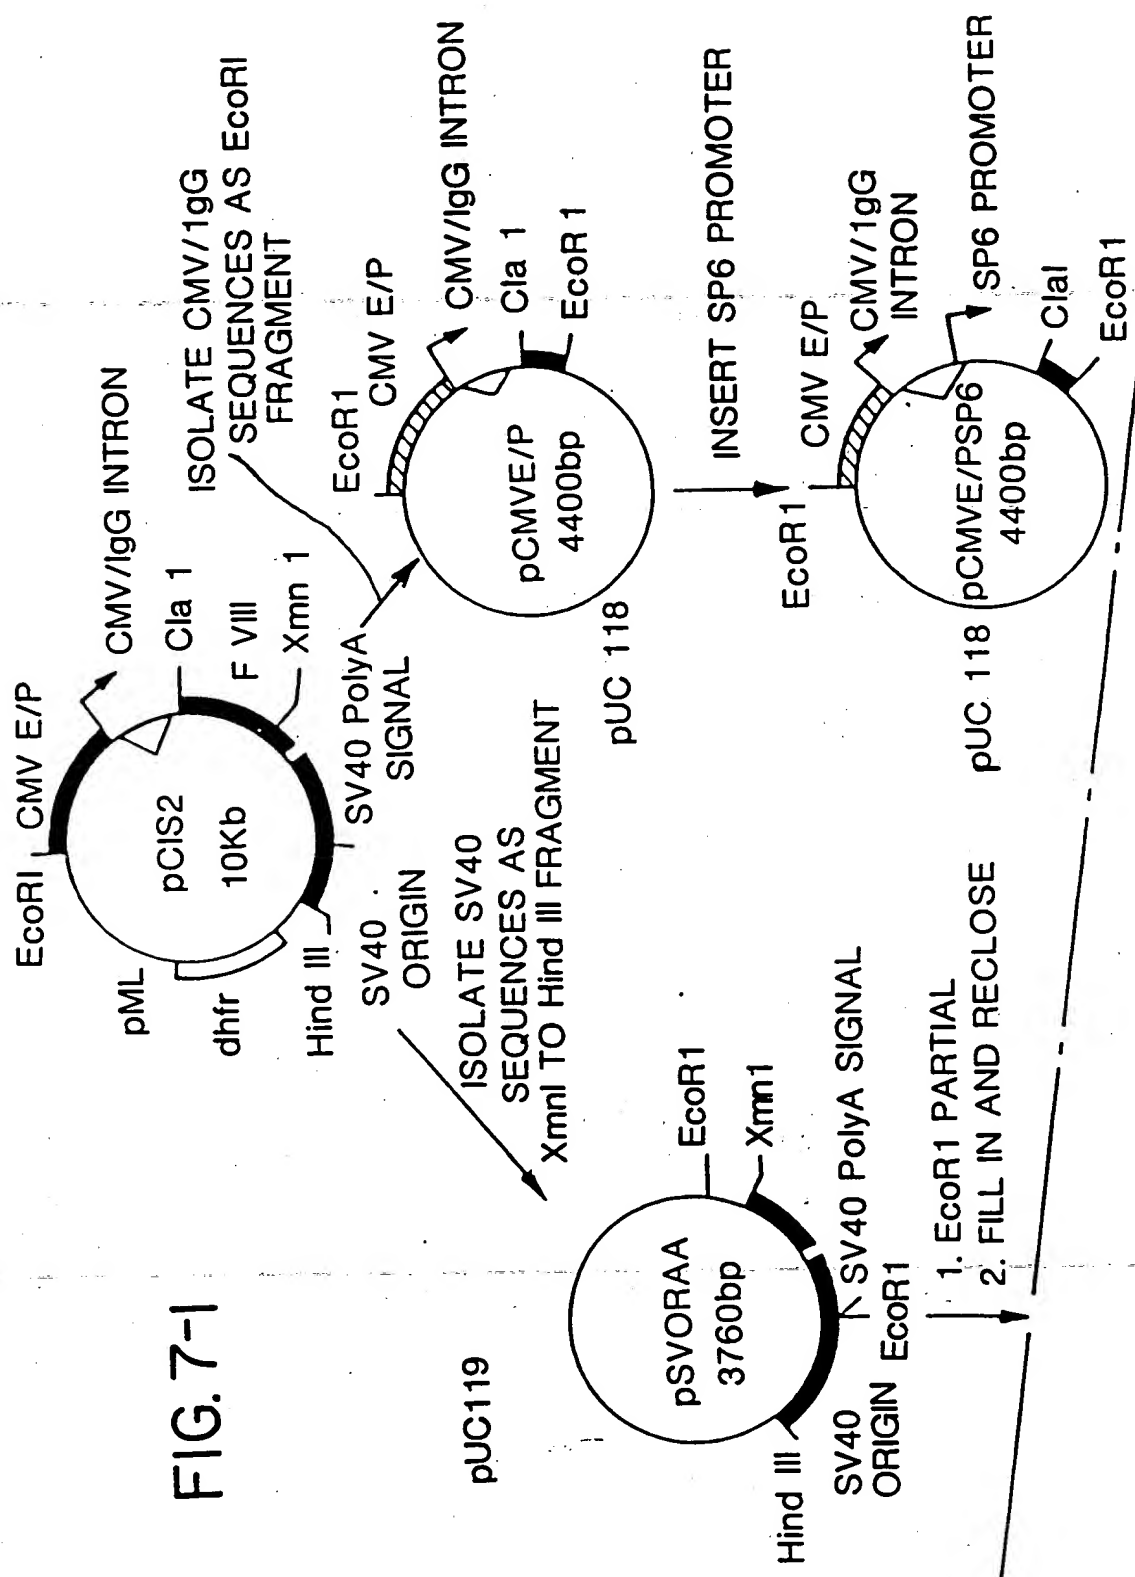 FIG. 7-1
EcoRI
CMV E/P
CMV/IgG INTRON
Cla 1
F VIII
Xmn 1
SV40 PolyA
SIGNAL
SV40
ORIGIN
Hind III
dhfr
pML
pCIS2
10Kb
ISOLATE CMV/1gG
SEQUENCES AS EcoRI
FRAGMENT
ISOLATE SV40
SEQUENCES AS
XmnI TO Hind III FRAGMENT
pUC119
pSVORAA
3760bp
EcoR1
Xmn1
SV40 PolyA SIGNAL
EcoR1
SV40
ORIGIN
Hind III
1. EcoR1 PARTIAL
2. FILL IN AND RECLOSE
EcoR1
CMV E/P
CMV/IgG INTRON
Cla 1
EcoR 1
pCMVE/P
4400bp
pUC 118
INSERT SP6 PROMOTER
EcoR1
CMV E/P
CMV/1gG
INTRON
SP6 PROMOTER
ClaI
EcoR1
pCMVE/PSP6
4400bp
pUC 118